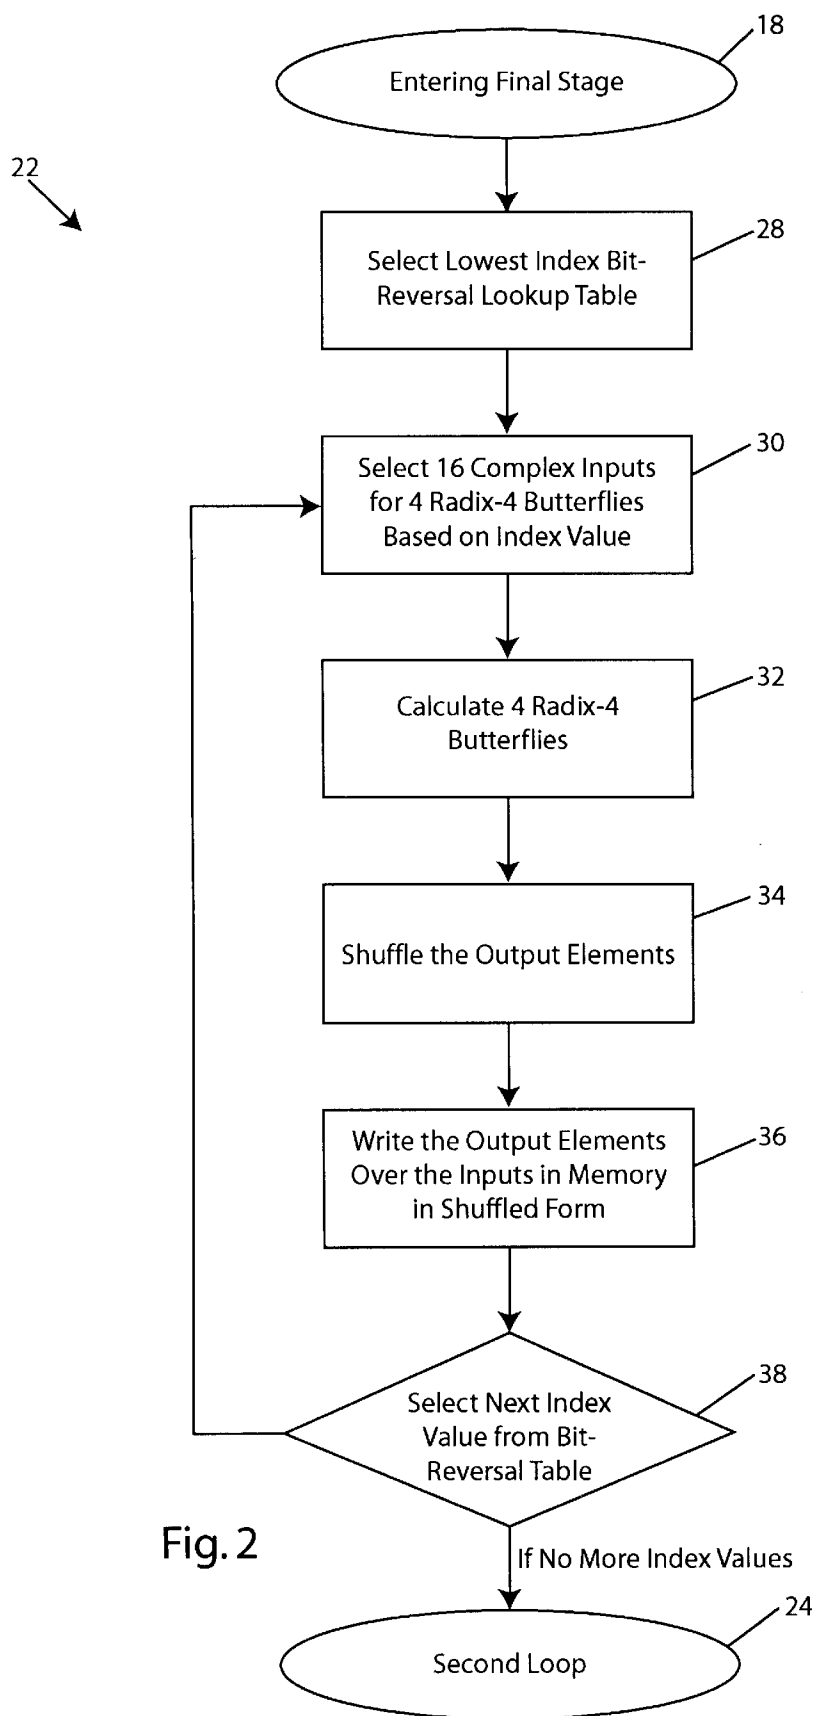 18
Entering Final Stage
22
28
Select Lowest Index Bit-
Reversal Lookup Table
30
Select 16 Complex Inputs
for 4 Radix-4 Butterflies
Based on Index Value
32
Calculate 4 Radix-4
Butterflies
34
Shuffle the Output Elements
36
Write the Output Elements
Over the Inputs in Memory
in Shuffled Form
38
Select Next Index
Value from Bit-
Reversal Table
Fig. 2
If No More Index Values
24
Second Loop